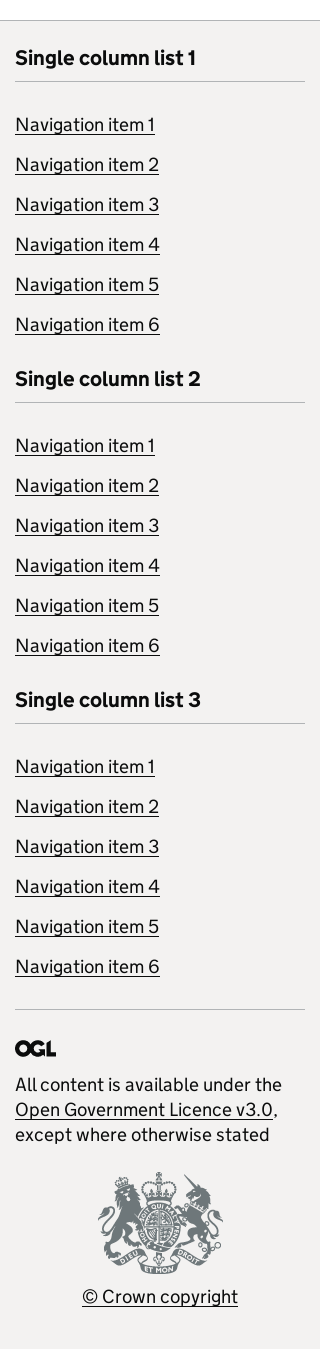 Single column list 1
Navigation item 1
Navigation item 2
Navigation item 3
Navigation item 4
Navigation item 5
Navigation item 6
Single column list 2
Navigation item 1
Navigation item 2
Navigation item 3
Navigation item 4
Navigation item 5
Navigation item 6
Single column list 3
Navigation item 1
Navigation item 2
Navigation item 3
Navigation item 4
Navigation item 5
Navigation item 6
OGL
All content is available under the
Open Government Licence v3.0,
except where otherwise stated
DIEU ET MON DROIT
© Crown copyright